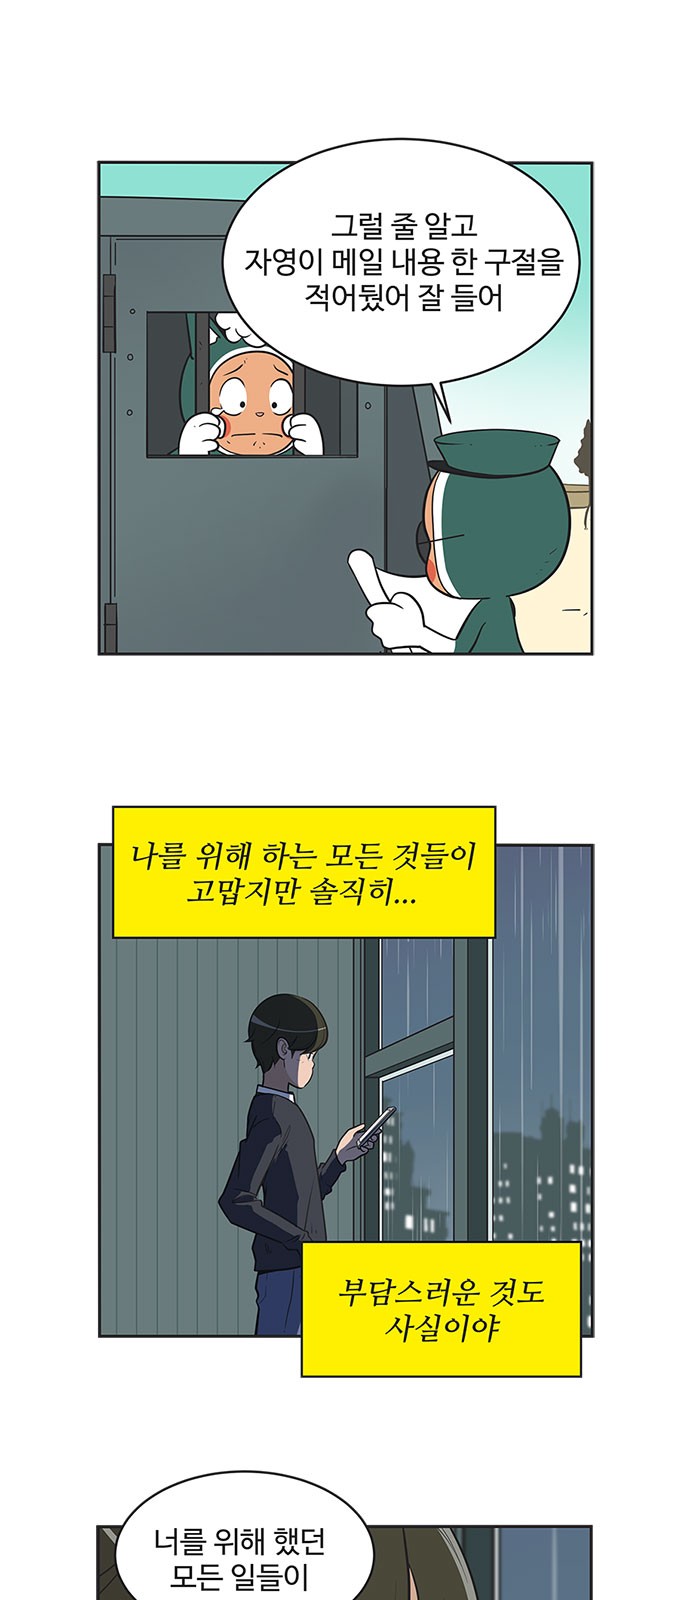 그럴 줄 알고
자영이 메일 내용 한 구절을
적어뒀어 잘 들어
나를 위해 하는 모든 것들이
고맙지만 솔직히...
부담스러운 것도
사실이야
너를 위해 했던
모든 일들이